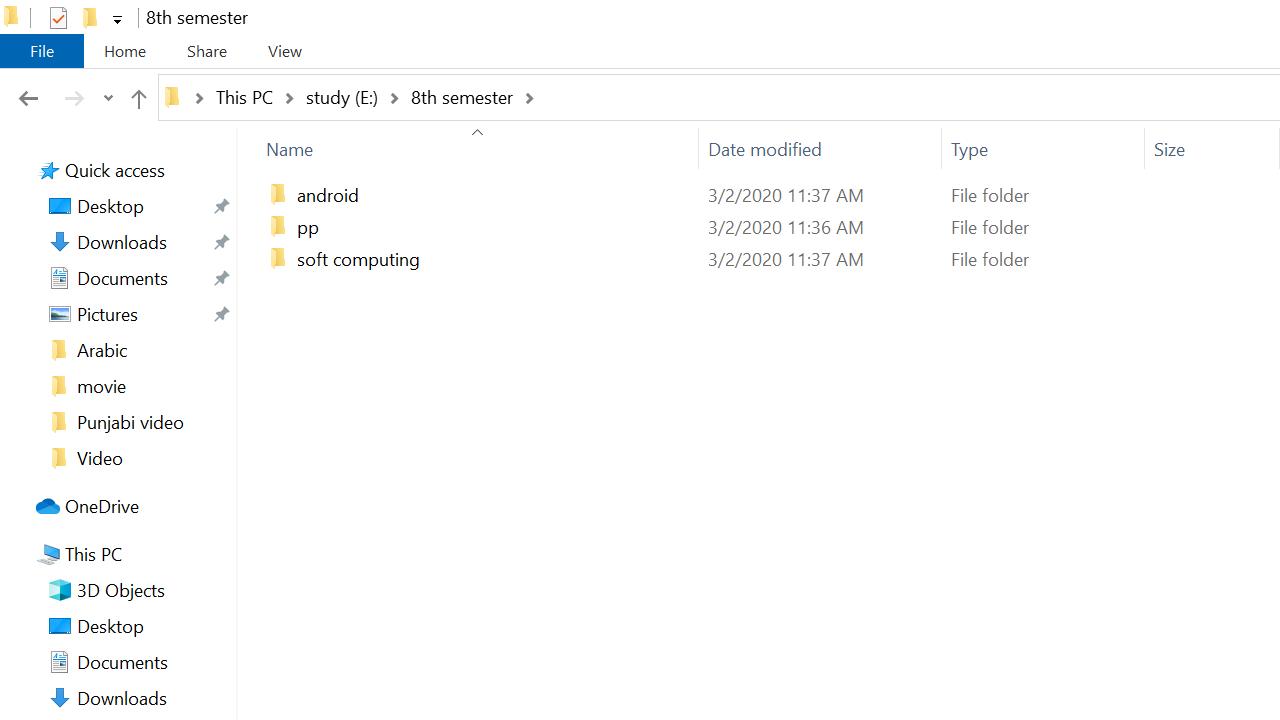 8th semester
File Home Share View
This PC study (E:) 8th semester
Name Date modified Type Size
Quick access
Desktop
Downloads
Documents
Pictures
Arabic
movie
Punjabi video
Video
OneDrive
This PC
3D Objects
Desktop
Documents
Downloads
android 3/2/2020 11:37 AM File folder
pp 3/2/2020 11:36 AM File folder
soft computing 3/2/2020 11:37 AM File folder